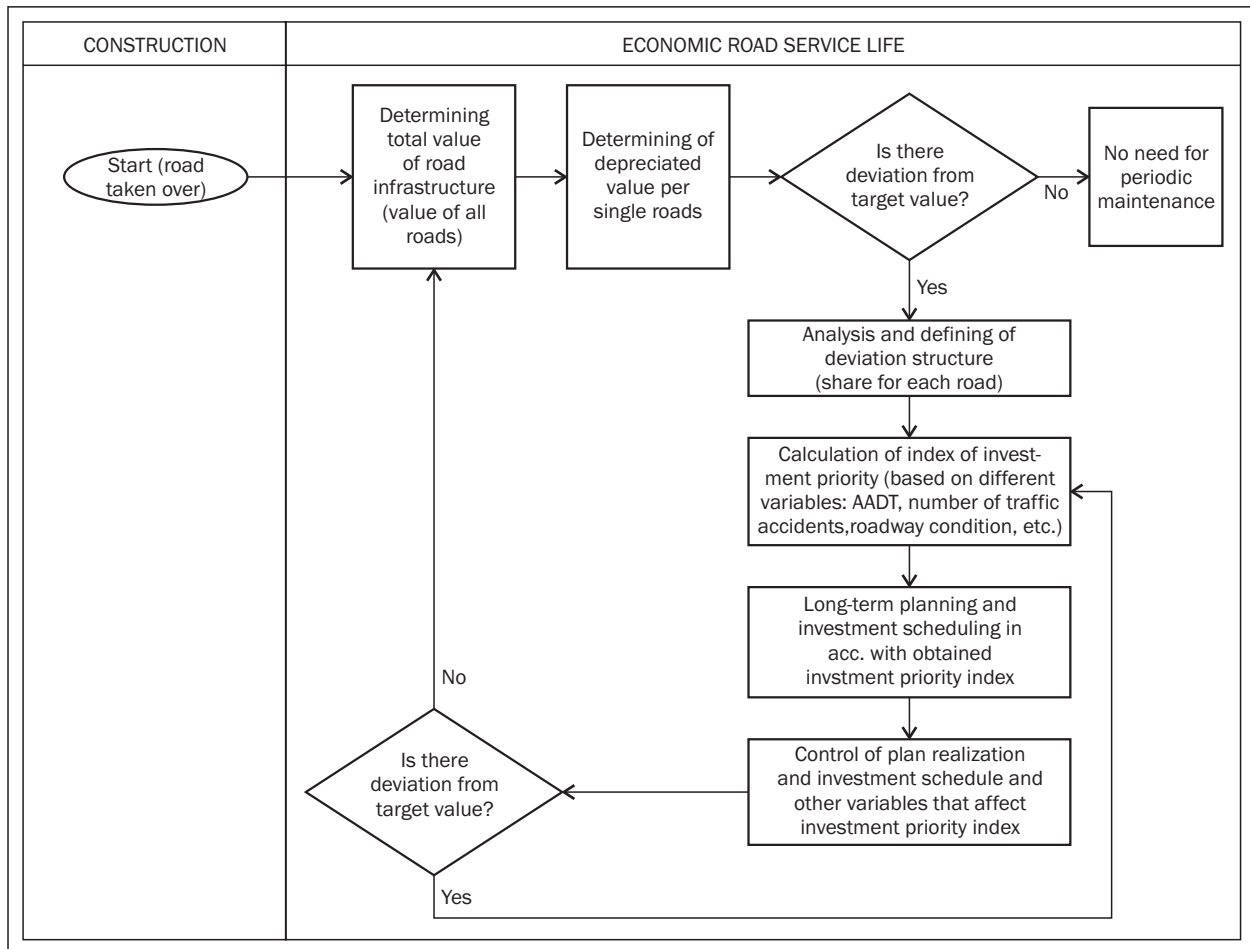 CONSTRUCTION
ECONOMIC ROAD SERVICE LIFE
Start (road
taken over)
Determining
total value
of road
infrastructure
(value of all
roads)
Determining of
depreciated
value per
single roads
Is there
deviation from
target value?
No
No need for
periodic
maintenance
Yes
Analysis and defining of
deviation structure
(share for each road)
Calculation of index of invest-
ment priority (based on different
variables: AADT, number of traffic
accidents,roadway condition, etc.)
Long-term planning and
investment scheduling in
acc. with obtained
invstment priority index
Control of plan realization
and investment schedule and
other variables that affect
investment priority index
Is there
deviation from
target value?
No
Yes